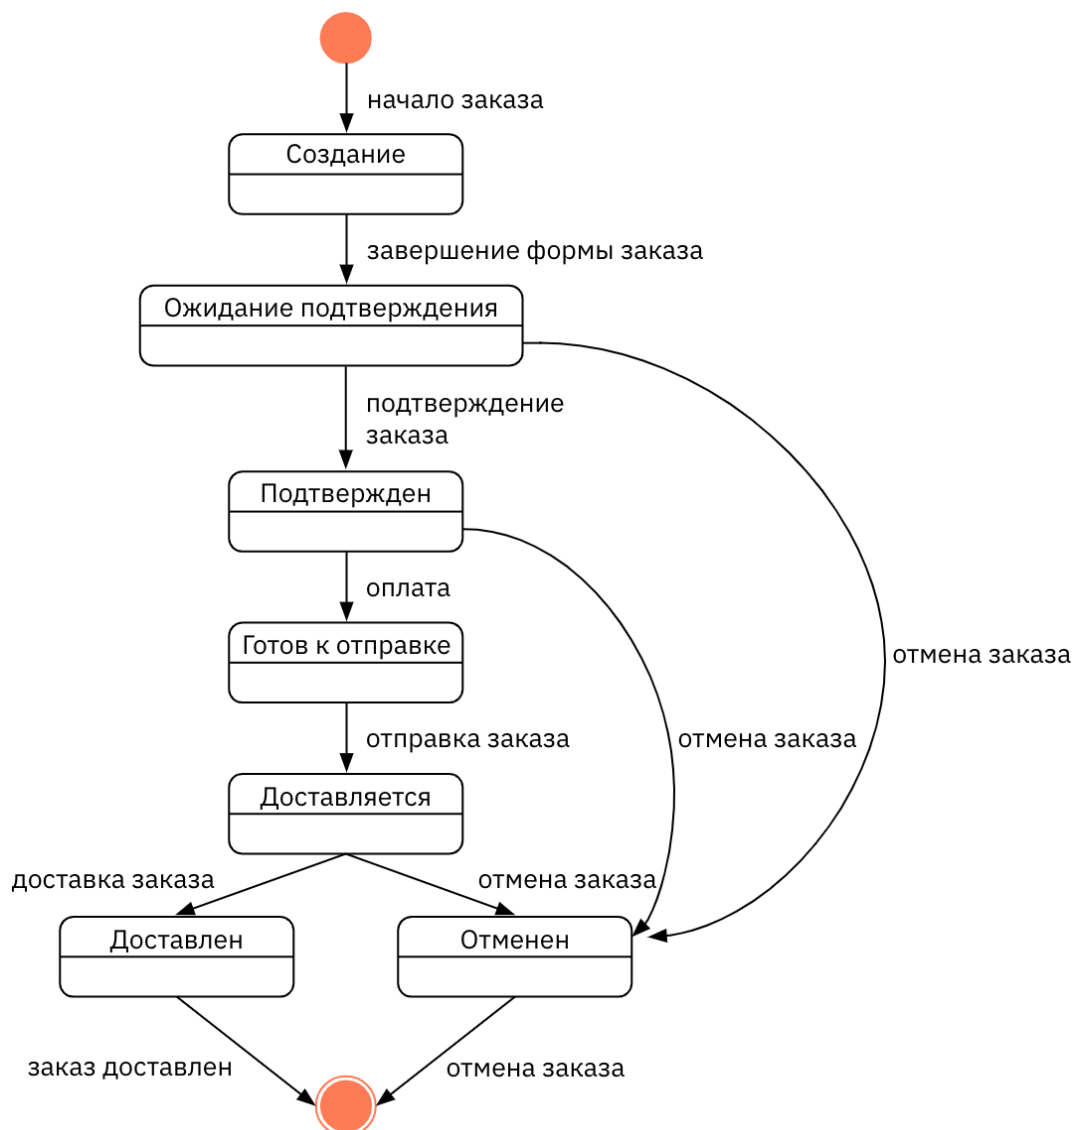 начало заказа
Создание
завершение формы заказа
Ожидание подтверждения
подтверждение
заказа
Подтвержден
оплата
Готов к отправке
отмена заказа
отправка заказа
отмена заказа
Доставляется
доставка заказа
отмена заказа
Доставлен
Отменен
заказ доставлен
отмена заказа